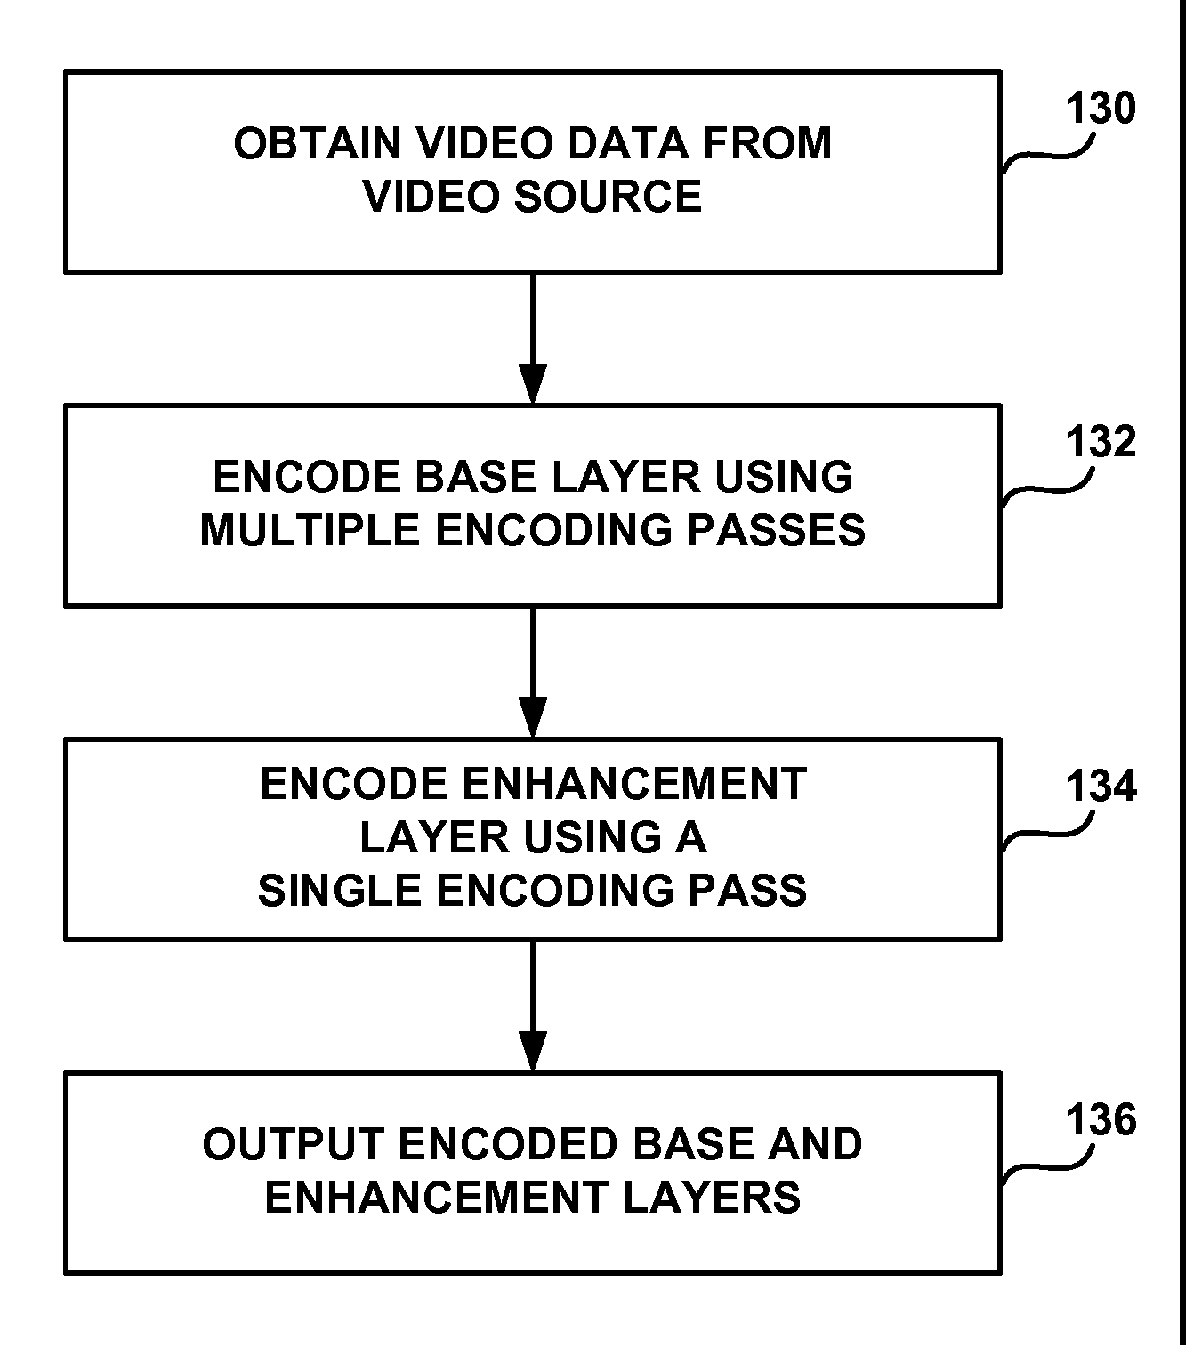 OBTAIN VIDEO DATA FROM
VIDEO SOURCE
130
ENCODE BASE LAYER USING
MULTIPLE ENCODING PASSES
132
ENCODE ENHANCEMENT
LAYER USING A
SINGLE ENCODING PASS
134
OUTPUT ENCODED BASE AND
ENHANCEMENT LAYERS
136